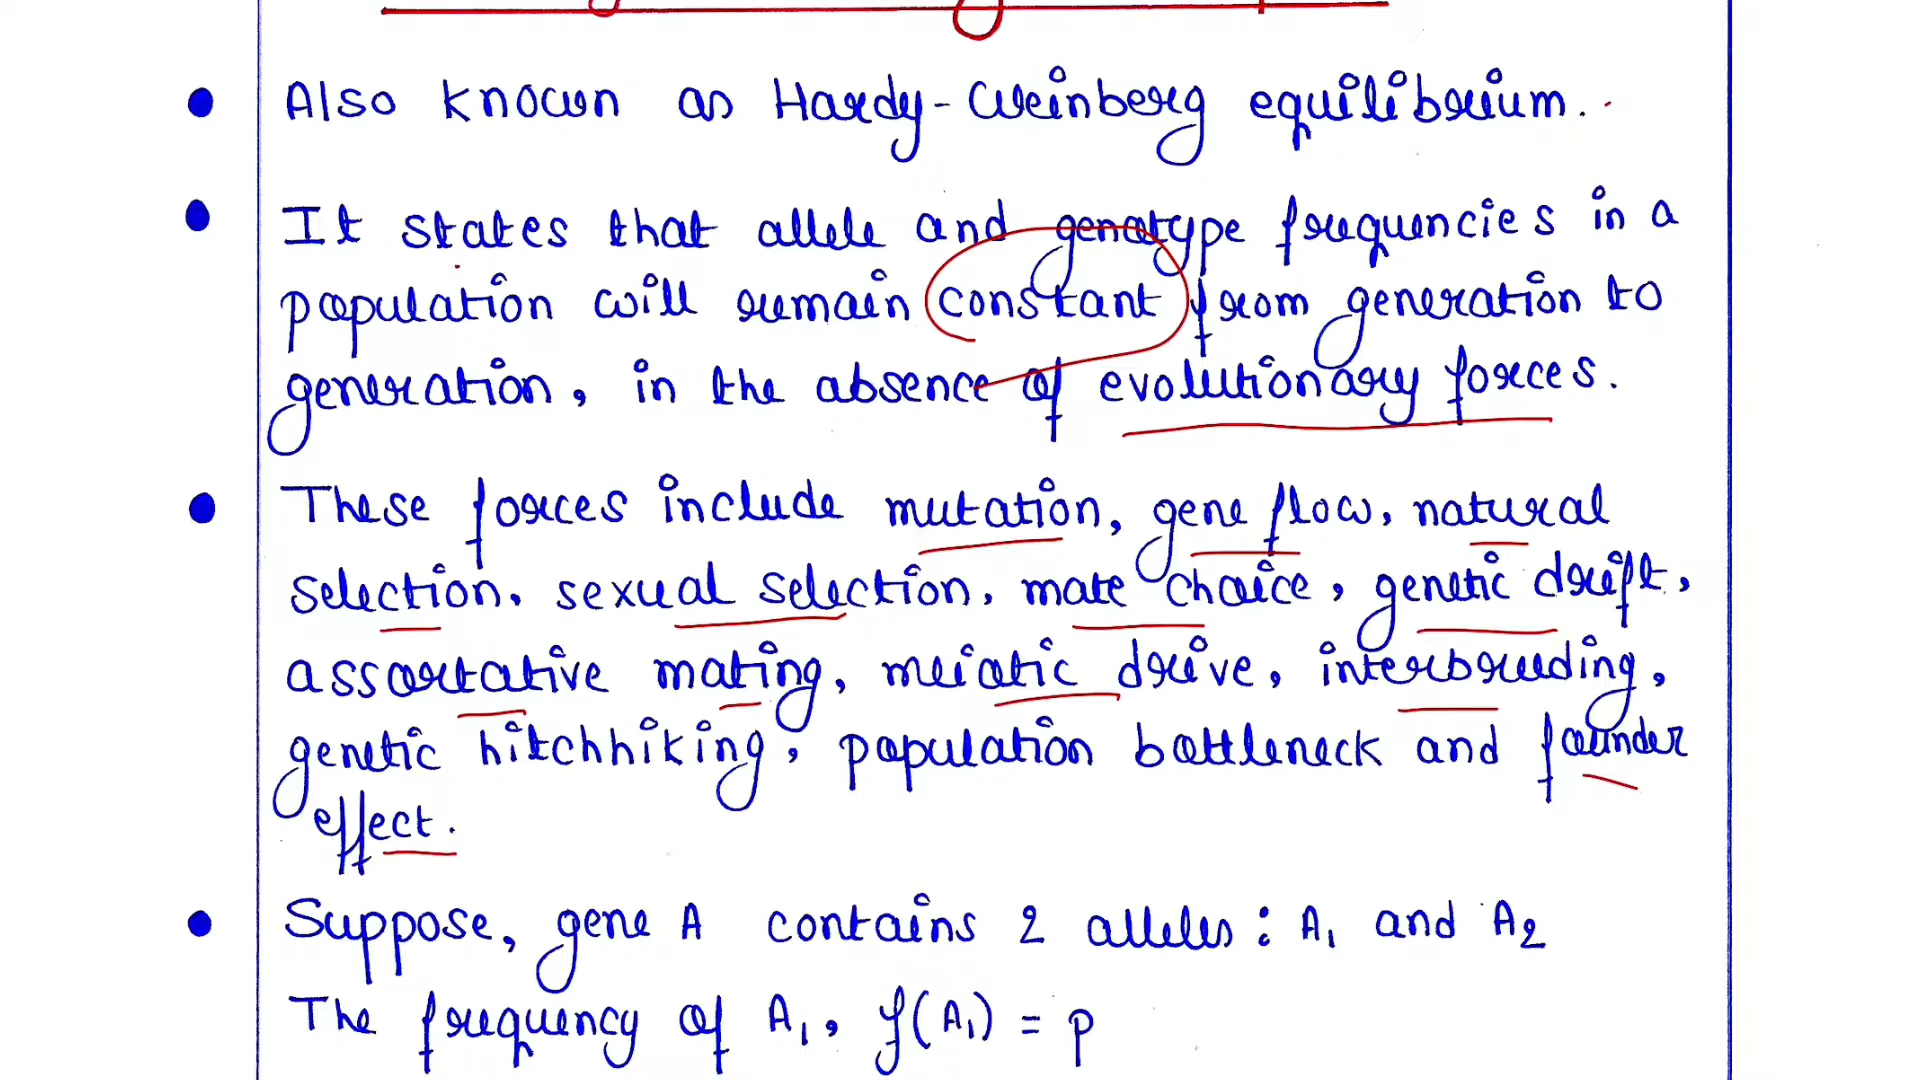 Also known as Hardy-Weinberg equilibrium.
It states that allele and genotype frequencies in a
population will remain constant from generation to
generation, in the absence of evolutionary forces.
These forces include mutation, gene flow, natural
selection, sexual selection, mate choice, genetic drift,
assortative mating, meiotic drive, interbreeding,
genetic hitchhiking, population bottleneck and founder
effect.
Suppose, gene A contains 2 alleles: A₁ and A₂
The frequency of A₁, f(A₁) = p